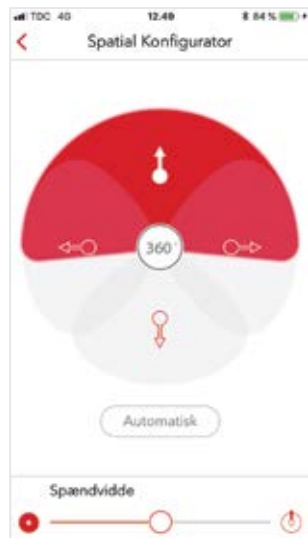 TDC 4G 12.49 84 %
Spatial Konfigurator
360°
Automatisk
Spændvidde